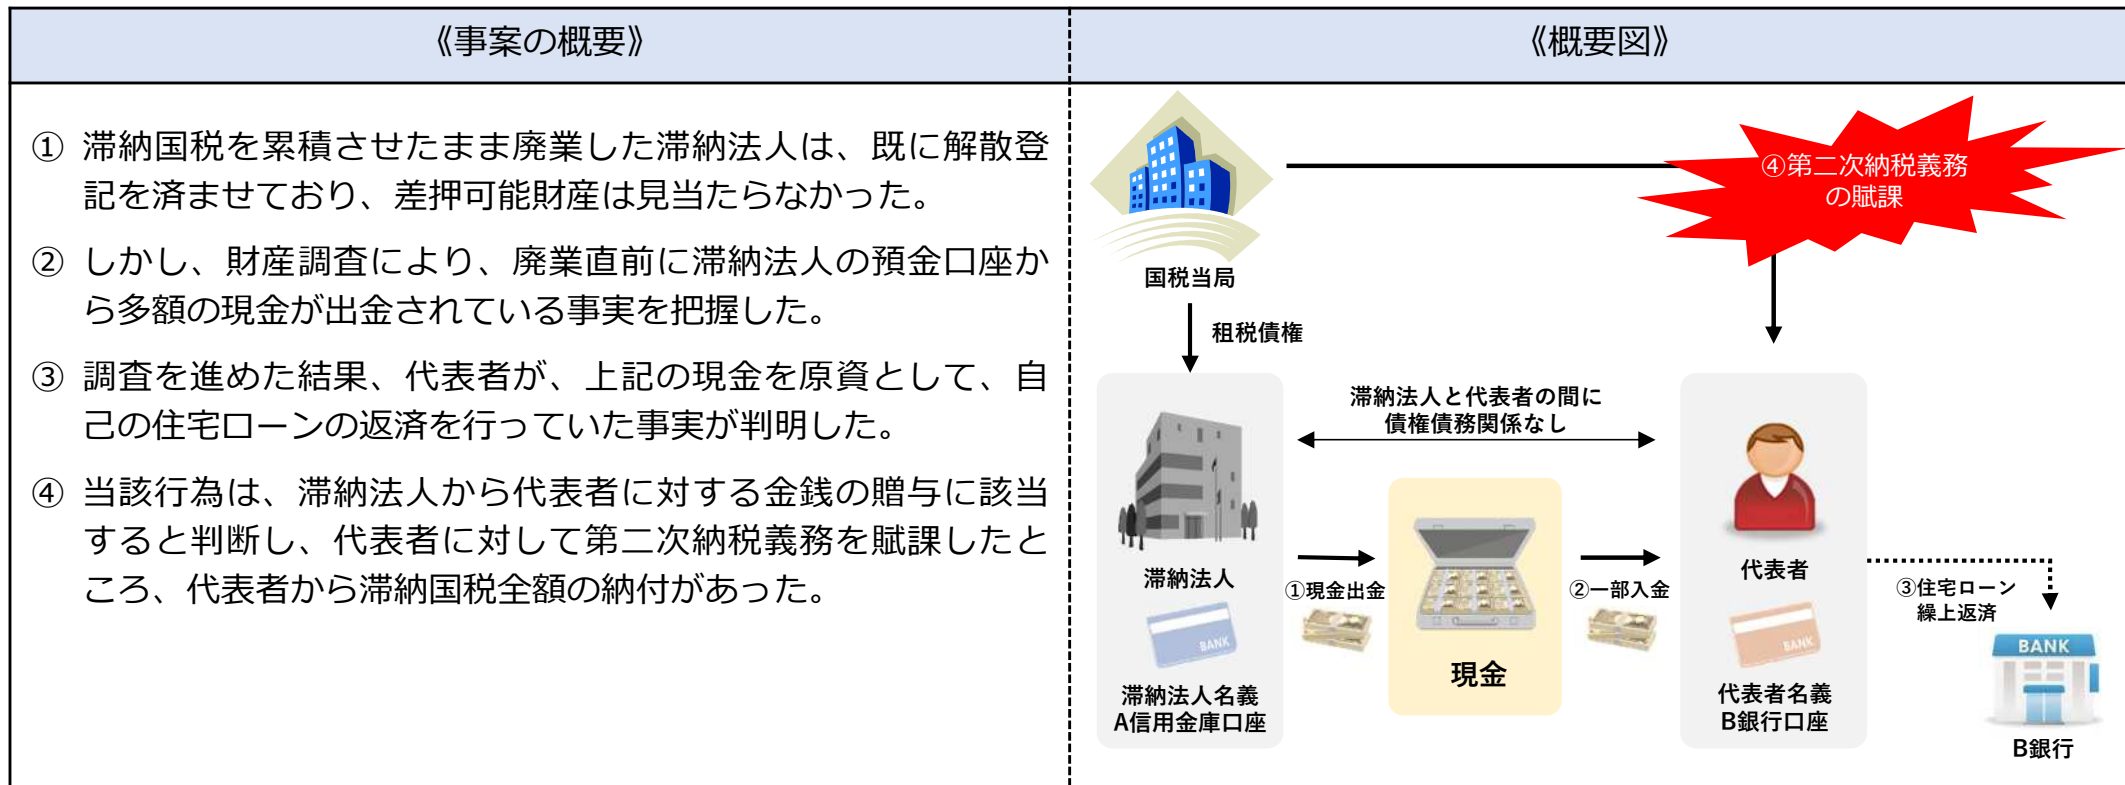 《事案の概要》
① 滞納国税を累積させたまま廃業した滞納法人は、既に解散登
記を済ませており、差押可能財産は見当たらなかった。
② しかし、財産調査により、廃業直前に滞納法人の預金口座か
ら多額の現金が出金されている事実を把握した。
③ 調査を進めた結果、代表者が、上記の現金を原資として、自
己の住宅ローンの返済を行っていた事実が判明した。
④ 当該行為は、滞納法人から代表者に対する金銭の贈与に該当
すると判断し、代表者に対して第二次納税義務を賦課したと
ころ、代表者から滞納国税全額の納付があった。
《概要図》
④第二次納税義務
の賦課
国税当局
租税債権
滞納法人と代表者の間に
債権債務関係なし
滞納法人
BANK
滞納法人名義
A信用金庫口座
①現金出金
現金
②一部入金
代表者
BANK
代表者名義
B銀行口座
③住宅ローン
繰上返済
BANK
B銀行